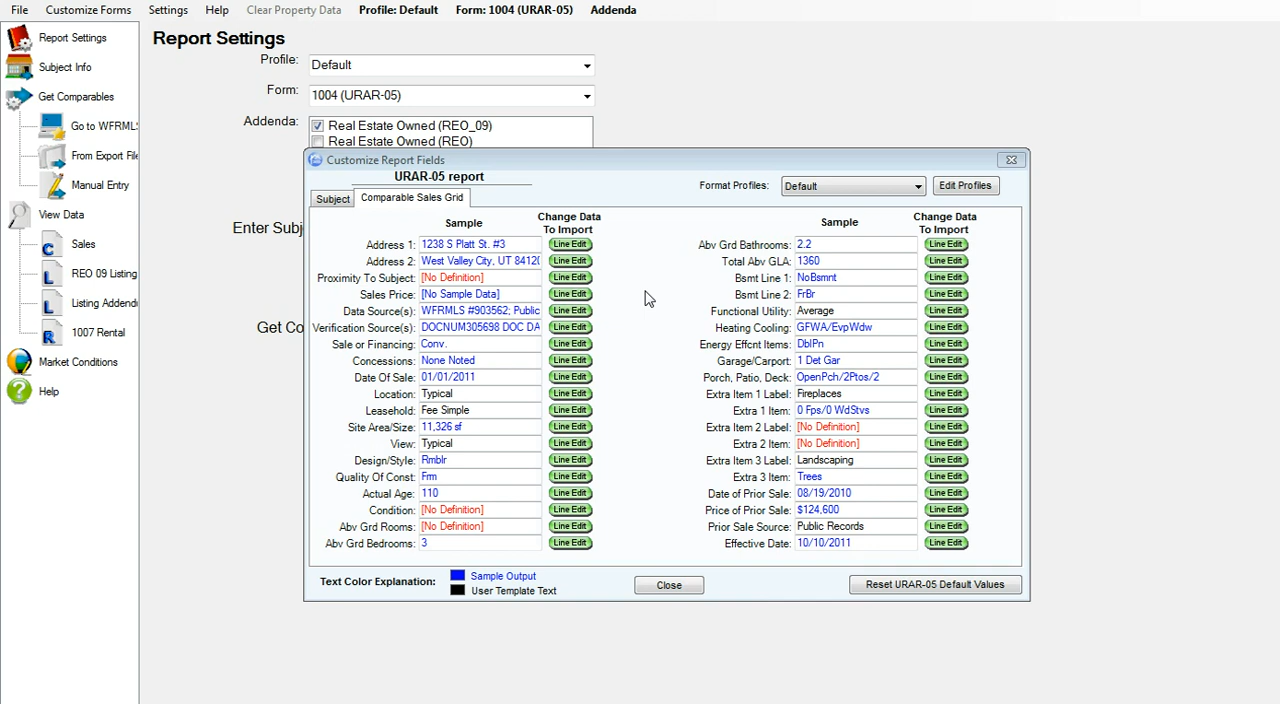 File Customize Forms Settings Help Clear Property Data Profile: Default Form: 1004 (URAR-05) Addenda
Report Settings
Subject Info
Get Comparables
Go to WFRMLS
From Export File
Manual Entry
View Data
Sales
REO 09 Listing
Listing Addend
1007 Rental
Market Conditions
Help
Report Settings
Profile: Default
Form: 1004 (URAR-05)
Addenda: Real Estate Owned (REO_09)
Real Estate Owned (REO)
Enter Subj
Get Co
Customize Report Fields
URAR-05 report
Format Profiles: Default Edit Profiles
Subject Comparable Sales Grid
Sample Change Data To Import
Address 1: 1238 S Platt St. #3 Line Edit
Address 2: West Valley City, UT 8412( Line Edit
Proximity To Subject: [No Definition] Line Edit
Sales Price: [No Sample Data] Line Edit
Data Source(s): WFRMLS #903562; Public Line Edit
Verification Source(s): DOCNUM305698 DOC DA Line Edit
Sale or Financing: Conv. Line Edit
Concessions: None Noted Line Edit
Date Of Sale: 01/01/2011 Line Edit
Location: Typical Line Edit
Leasehold: Fee Simple Line Edit
Site Area/Size: 11,326 sf Line Edit
View: Typical Line Edit
Design/Style: Rmblr Line Edit
Quality Of Const: Frm Line Edit
Actual Age: 110 Line Edit
Condition: [No Definition] Line Edit
Abv Grd Rooms: [No Definition] Line Edit
Abv Grd Bedrooms: 3 Line Edit
Sample Change Data To Import
Abv Grd Bathrooms: 2.2 Line Edit
Total Abv GLA: 1360 Line Edit
Bsmt Line 1: NoBsmnt Line Edit
Bsmt Line 2: FrBr Line Edit
Functional Utility: Average Line Edit
Heating Cooling: GFWA/EvpWdw Line Edit
Energy Effcnt Items: DblPn Line Edit
Garage/Carport: 1 Det Gar Line Edit
Porch, Patio, Deck: OpenPch/2Ptos/2 Line Edit
Extra Item 1 Label: Fireplaces Line Edit
Extra 1 Item: 0 Fps/0 WdStvs Line Edit
Extra Item 2 Label: [No Definition] Line Edit
Extra 2 Item: [No Definition] Line Edit
Extra Item 3 Label: Landscaping Line Edit
Extra 3 Item: Trees Line Edit
Date of Prior Sale: 08/19/2010 Line Edit
Price of Prior Sale: $124,600 Line Edit
Prior Sale Source: Public Records Line Edit
Effective Date: 10/10/2011 Line Edit
Text Color Explanation: Sample Output
User Template Text
Close
Reset URAR-05 Default Values